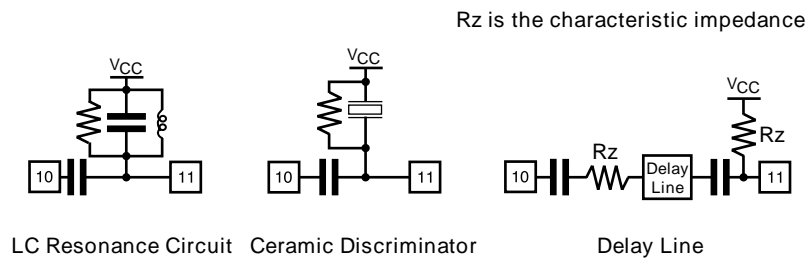 Rz is the characteristic impedance
VCC
VCC
VCC
Rz
10
11
10
11
10
Rz
Delay
Line
11
LC Resonance Circuit
Ceramic Discriminator
Delay Line